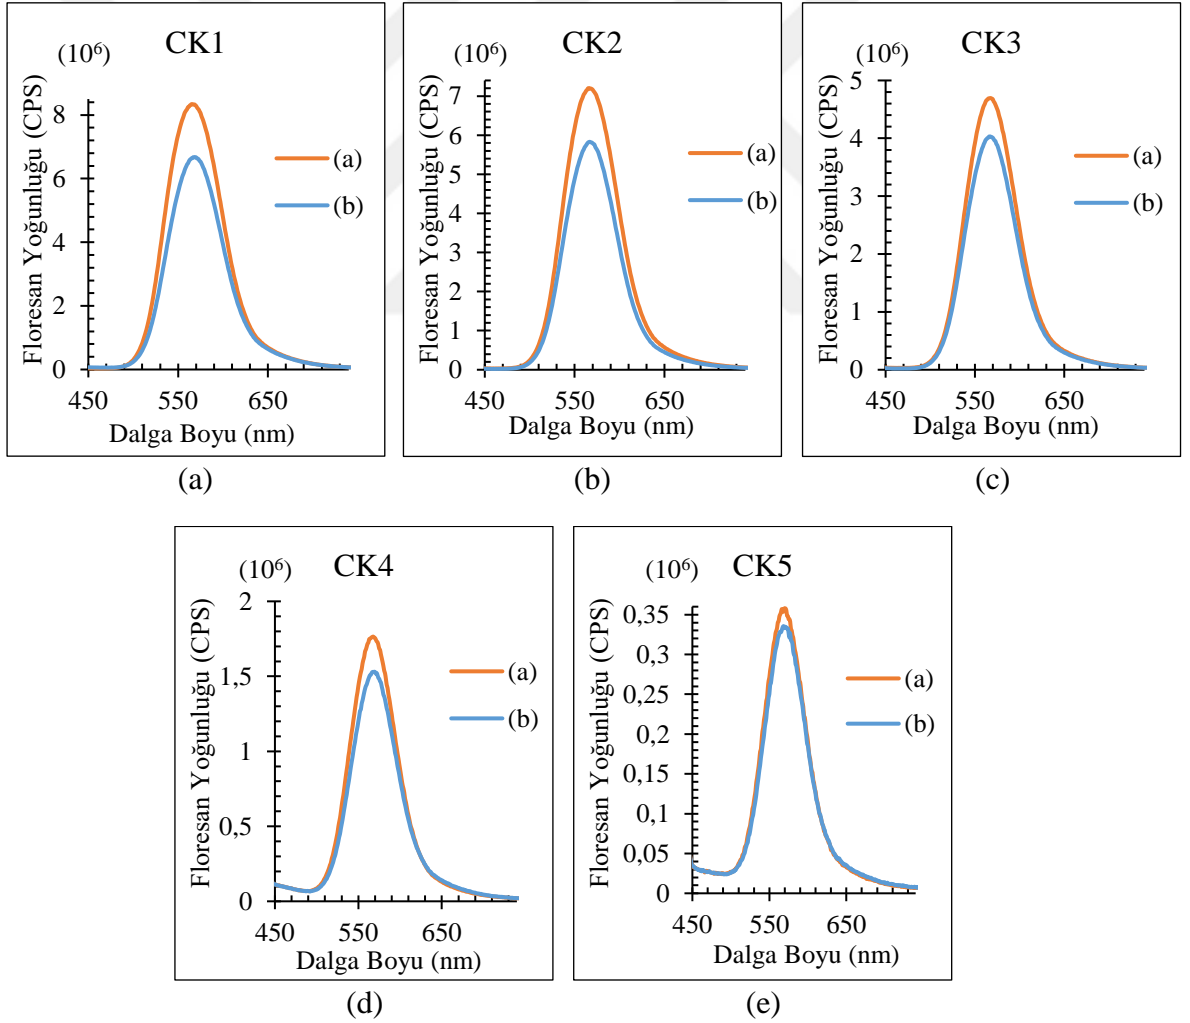 CK1
(10⁶)
Floresan Yoğunluğu (CPS)
8
6
4
2
0
450 550 650
Dalga Boyu (nm)
(a)
(b)
(a)
CK2
(10⁶)
Floresan Yoğunluğu (CPS)
7
6
5
4
3
2
1
0
450 550 650
Dalga Boyu (nm)
(a)
(b)
(b)
CK3
(10⁶)
Floresan Yoğunluğu (CPS)
5
4
3
2
1
0
450 550 650
Dalga Boyu (nm)
(a)
(b)
(c)
CK4
(10⁶)
Floresan Yoğunluğu (CPS)
2
1,5
1
0,5
0
450 550 650
Dalga Boyu (nm)
(a)
(b)
(d)
CK5
(10⁶)
Floresan Yoğunluğu (CPS)
0,35
0,3
0,25
0,2
0,15
0,1
0,05
0
450 550 650
Dalga Boyu (nm)
(a)
(b)
(e)